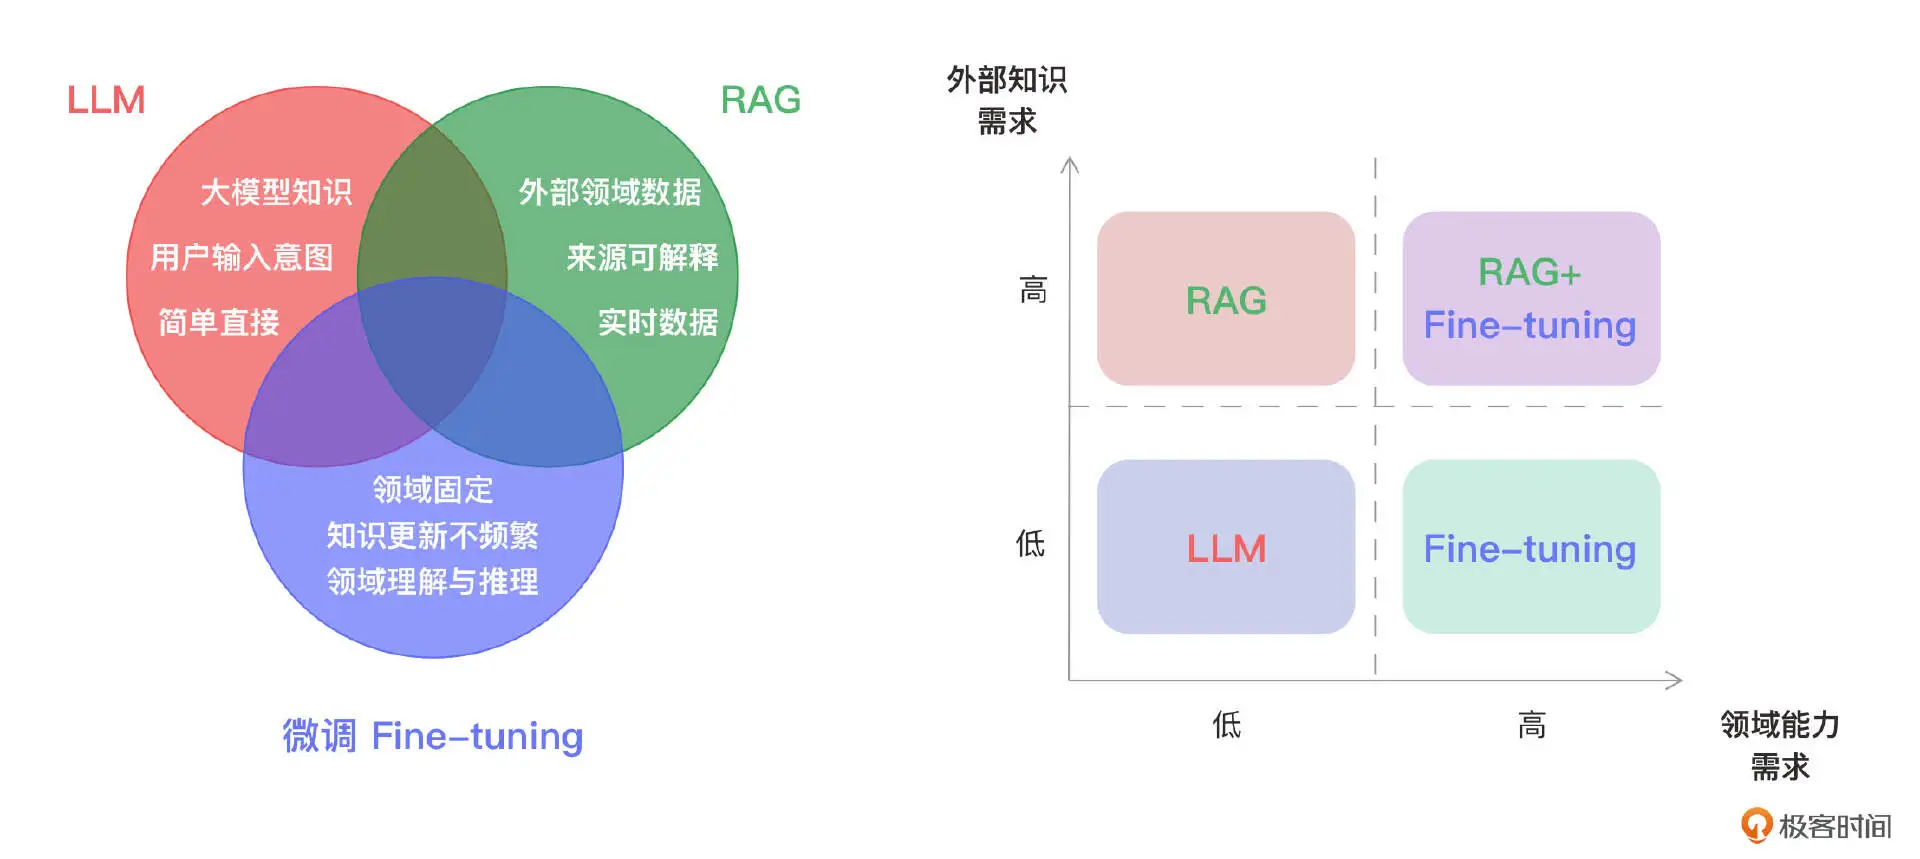 LLM
RAG
大模型知识
用户输入意图
简单直接
外部领域数据
来源可解释
实时数据
领域固定
知识更新不频繁
领域理解与推理
微调 Fine-tuning
外部知识
需求
高
低
RAG
RAG+
Fine-tuning
LLM
Fine-tuning
低
高
领域能力
需求
极客时间